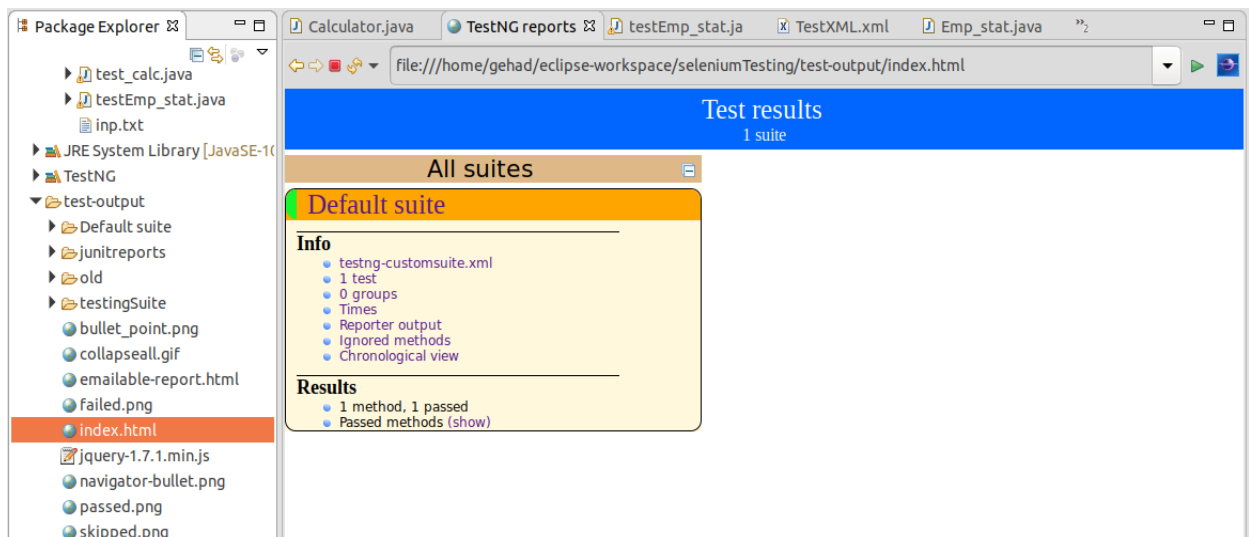 Package Explorer
test_calc.java
testEmp_stat.java
inp.txt
JRE System Library [JavaSE-1(
TestNG
test-output
Default suite
junitreports
old
testingSuite
bullet_point.png
collapseall.gif
emailable-report.html
failed.png
index.html
jquery-1.7.1.min.js
navigator-bullet.png
passed.png
skipped.png
Calculator.java
TestNG reports
testEmp_stat.ja
TestXML.xml
Emp_stat.java
»2
file:///home/gehad/eclipse-workspace/seleniumTesting/test-output/index.html
Test results
1 suite
All suites
Default suite
Info
testng-customsuite.xml
1 test
0 groups
Times
Reporter output
Ignored methods
Chronological view
Results
1 method, 1 passed
Passed methods (show)